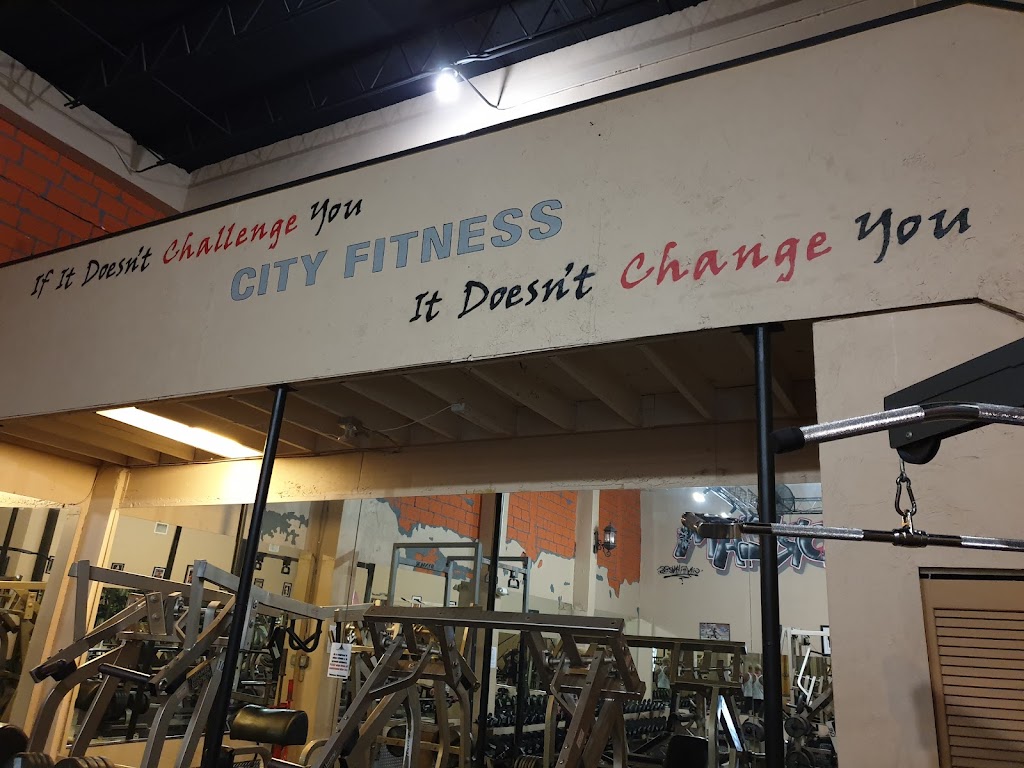 If It Doesn't Challenge You
CITY FITNESS
It Doesn't Change You